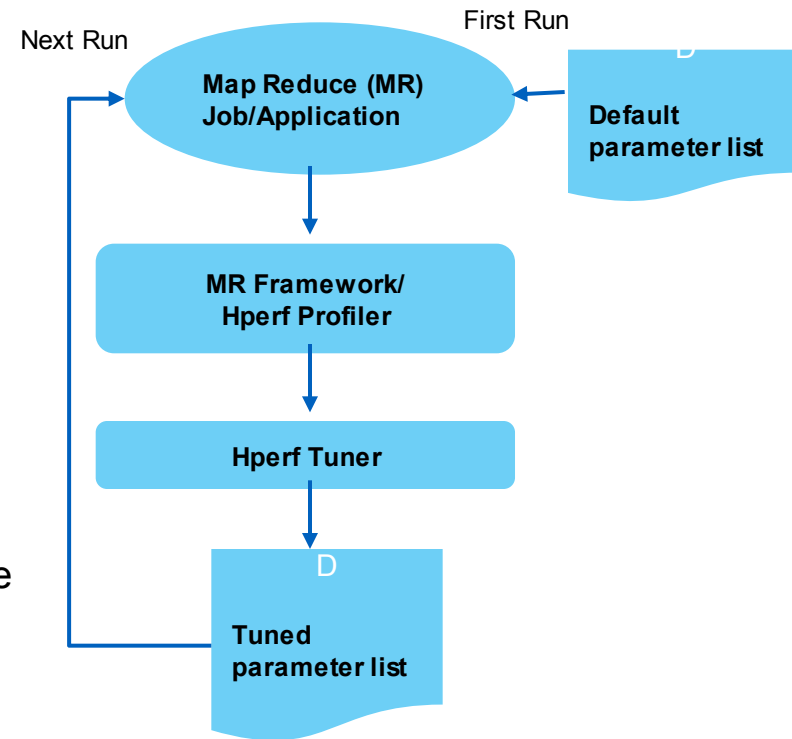 First Run
Next Run
D
Map Reduce (MR)
Job/Application
Default
parameter list
MR Framework/
Hperf Profiler
Hperf Tuner
D
e
Tuned
parameter list